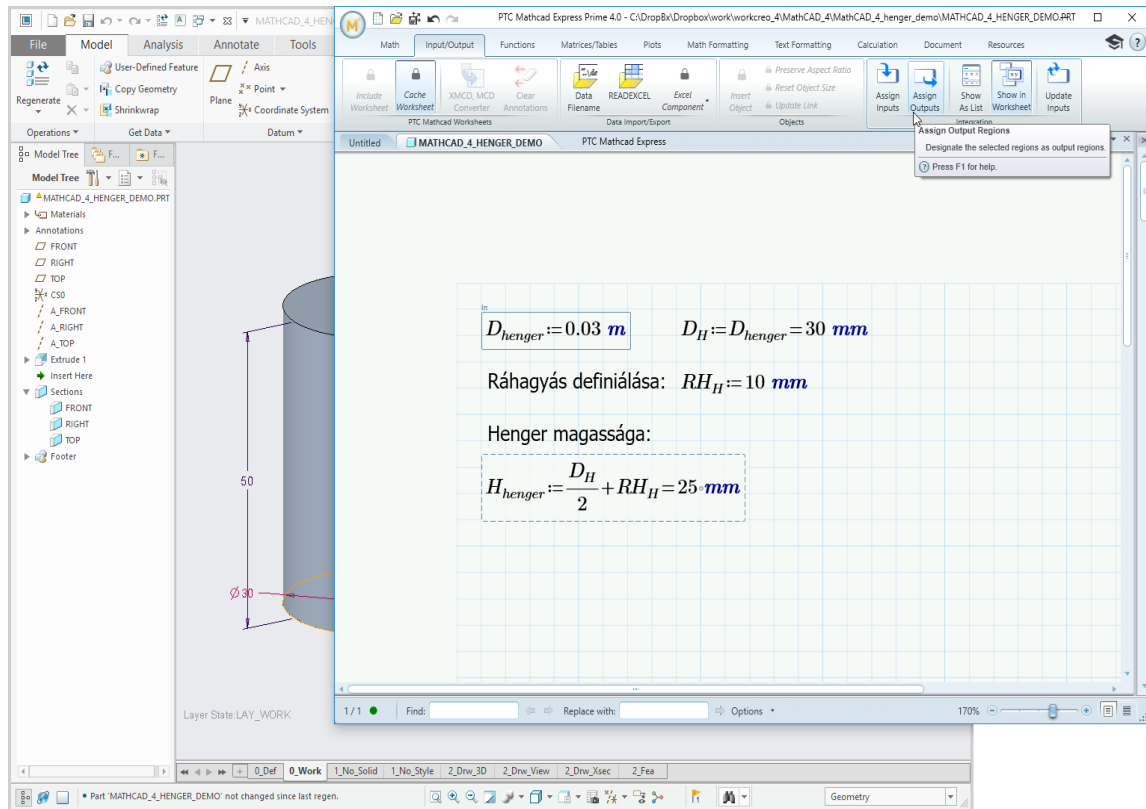 MATHCAD_4_HENG
File Model Analysis Annotate Tools
Regenerate
User-Defined Feature
Copy Geometry
Shrinkwrap
Plane
Axis
Point
Coordinate System
Operations Get Data Datum
Model Tree F... F...
Model Tree
MATHCAD_4_HENGER_DEMO.PRT
Materials
Annotations
FRONT
RIGHT
TOP
CS0
A_FRONT
A_RIGHT
A_TOP
Extrude 1
Insert Here
Sections
FRONT
RIGHT
TOP
Footer
50
Ø30
Layer State:LAY_WORK
0_Def 0_Work 1_No_Solid 1_No_Style 2_Drw_3D 2_Drw_View 2_Drw_Xsec 2_Fea
• Part 'MATHCAD_4_HENGER_DEMO' not changed since last regen.
Geometry
PTC Mathcad Express Prime 4.0 - C:\DropBx\Dropbox\work\workcreo_4\MathCAD_4\MathCAD_4_henger_demo\MATHCAD_4_HENGER_DEMO.PRT
Math Input/Output Functions Matrices/Tables Plots Math Formatting Text Formatting Calculation Document Resources
Include Worksheet
Cache Worksheet
XMCD, MCD Converter
Clear Annotations
PTC Mathcad Worksheets
Data Filename
READEXCEL
Excel Component
Data Import/Export
Insert Object
Preserve Aspect Ratio
Reset Object Size
Update Link
Objects
Assign Inputs
Assign Outputs
Show As List
Show in Worksheet
Update Inputs
Integration
Assign Output Regions
Designate the selected regions as output regions.
Press F1 for help.
Untitled MATHCAD_4_HENGER_DEMO PTC Mathcad Express
In
D_henger := 0.03 m D_H := D_henger = 30 mm
Ráhagyás definiálása: RH_H := 10 mm
Henger magassága:
H_henger := D_H/2 + RH_H = 25 · mm
1 / 1 Find: Replace with: Options 170%